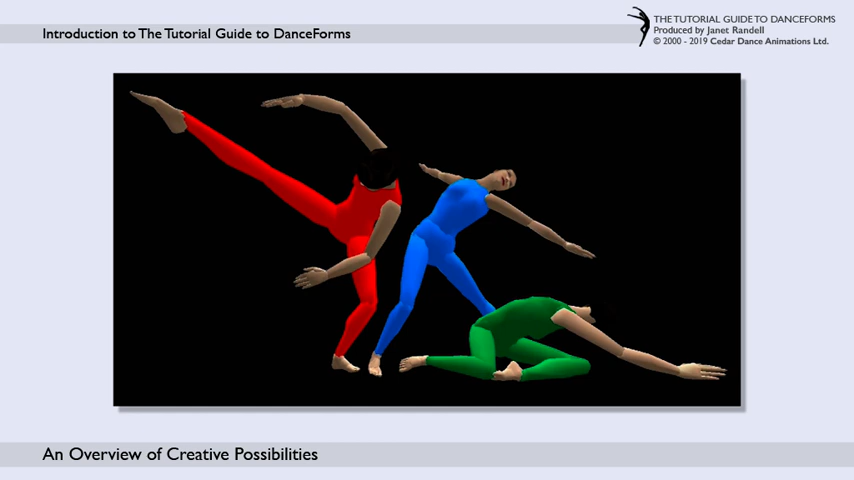 Introduction to The Tutorial Guide to DanceForms
THE TUTORIAL GUIDE TO DANCEFORMS
Produced by Janet Randell
© 2000 - 2019 Cedar Dance Animations Ltd.
An Overview of Creative Possibilities